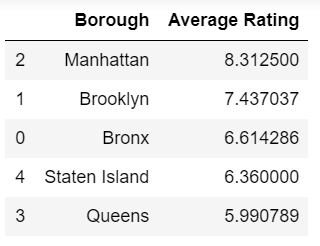 Borough Average Rating
2 Manhattan 8.312500
1 Brooklyn 7.437037
0 Bronx 6.614286
4 Staten Island 6.360000
3 Queens 5.990789